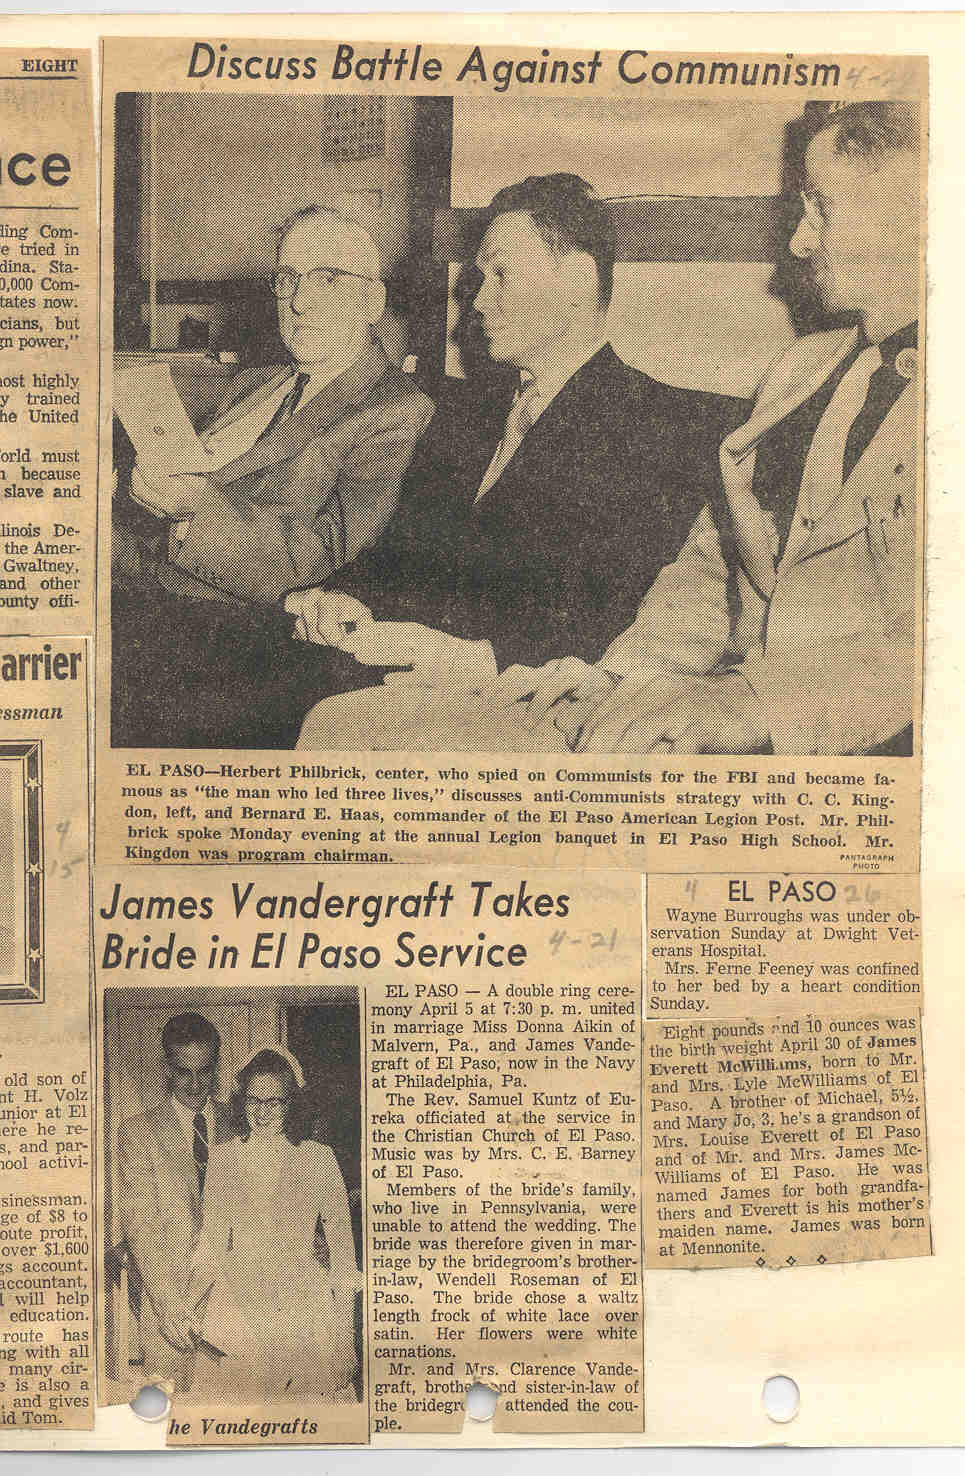 EIGHT
ce
ding Com-
e tried in
dina. Sta-
0,000 Com-
tates now.
cians, but
gn power,"
ost highly
y trained
he United
orld must
n because
slave and
linois De-
the Amer-
Gwaltney,
and other
ounty offi-
arrier
essman
4
15
old son of
nt H. Volz
unior at El
ere he re-
s, and par-
hool activi-
sinessman.
ge of $8 to
oute profit,
over $1,600
gs account.
accountant,
l will help
education.
route has
ng with all
many cir-
e is also a
, and gives
id Tom.
Discuss Battle Against Communism
EL PASO—Herbert Philbrick, center, who spied on Communists for the FBI and became fa-
mous as "the man who led three lives," discusses anti-Communists strategy with C. C. King-
don, left, and Bernard E. Haas, commander of the El Paso American Legion Post. Mr. Phil-
brick spoke Monday evening at the annual Legion banquet in El Paso High School. Mr.
Kingdon was program chairman.
PANTAGRAPH
PHOTO
James Vandergraft Takes
Bride in El Paso Service
4-21
he Vandegrafts
EL PASO — A double ring cere-
mony April 5 at 7:30 p. m. united
in marriage Miss Donna Aikin of
Malvern, Pa., and James Vande-
graft of El Paso, now in the Navy
at Philadelphia, Pa.
The Rev. Samuel Kuntz of Eu-
reka officiated at the service in
the Christian Church of El Paso.
Music was by Mrs. C. E. Barney
of El Paso.
Members of the bride's family,
who live in Pennsylvania, were
unable to attend the wedding. The
bride was therefore given in mar-
riage by the bridegroom's brother-
in-law, Wendell Roseman of El
Paso. The bride chose a waltz
length frock of white lace over
satin. Her flowers were white
carnations.
Mr. and Mrs. Clarence Vande-
graft, brothe nd sister-in-law of
the bridegr attended the cou-
ple.
4 EL PASO 26
Wayne Burroughs was under ob-
servation Sunday at Dwight Vet-
erans Hospital.
Mrs. Ferne Feeney was confined
to her bed by a heart condition
Sunday.
Eight pounds and 10 ounces was
the birth weight April 30 of James
Everett McWilliams, born to Mr.
and Mrs. Lyle McWilliams of El
Paso. A brother of Michael, 5½,
and Mary Jo, 3, he's a grandson of
Mrs. Louise Everett of El Paso
and of Mr. and Mrs. James Mc-
Williams of El Paso. He was
named James for both grandfa-
thers and Everett is his mother's
maiden name. James was born
at Mennonite.